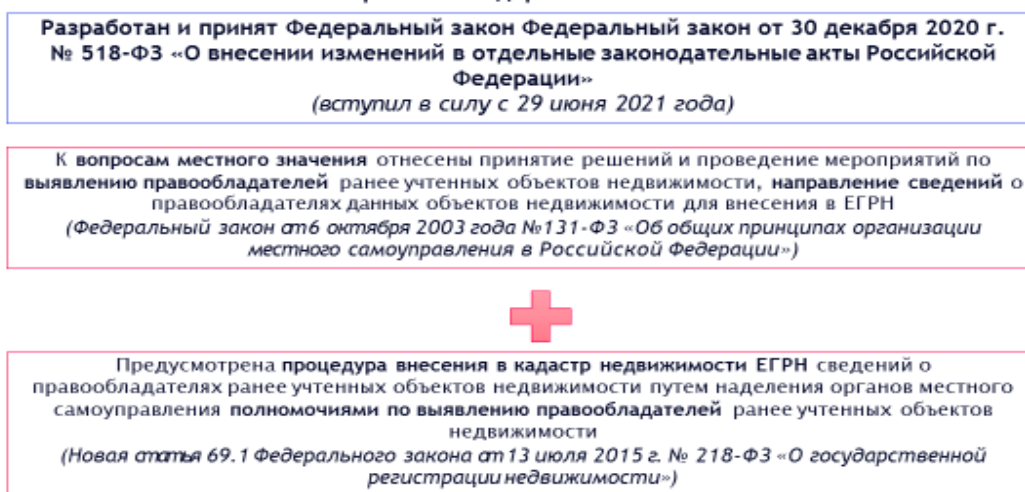 Разработан и принят Федеральный закон Федеральный закон от 30 декабря 2020 г.
№ 518-ФЗ «О внесении изменений в отдельные законодательные акты Российской
Федерации»
(вступил в силу с 29 июня 2021 года)
К вопросам местного значения отнесены принятие решений и проведение мероприятий по
выявлению правообладателей ранее учтенных объектов недвижимости, направление сведений о
правообладателях данных объектов недвижимости для внесения в ЕГРН
(Федеральный закон от 6 октября 2003 года №131-ФЗ «Об общих принципах организации
местного самоуправления в Российской Федерации»)
Предусмотрена процедура внесения в кадастр недвижимости ЕГРН сведений о
правообладателях ранее учтенных объектов недвижимости путем наделения органов местного
самоуправления полномочиями по выявлению правообладателей ранее учтенных объектов
недвижимости
(Новая статья 69.1 Федерального закона от 13 июля 2015 г. № 218-ФЗ «О государственной
регистрации недвижимости»)